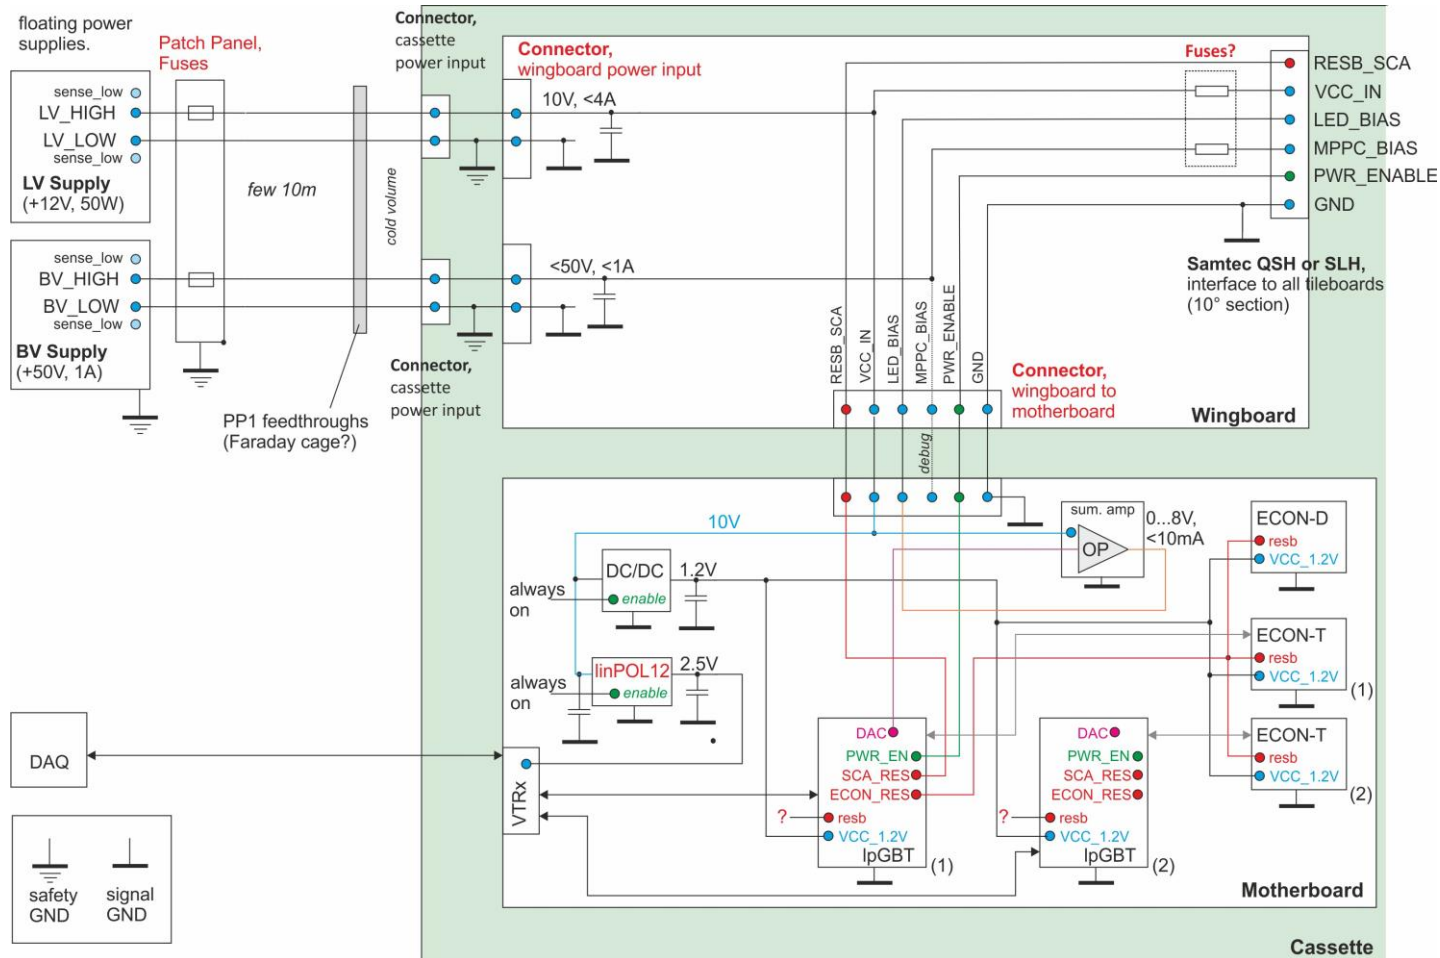 floating power
supplies.
Patch Panel,
Fuses
Connector,
cassette
power input
Connector,
wingboard power input
Fuses?
sense_low
LV_HIGH
LV_LOW
sense_low
LV Supply
(+12V, 50W)
few 10m
cold volume
10V, <4A
RESB_SCA
VCC_IN
LED_BIAS
MPPC_BIAS
PWR_ENABLE
GND
sense_low
BV_HIGH
BV_LOW
sense_low
BV Supply
(+50V, 1A)
<50V, <1A
Samtec QSH or SLH,
interface to all tileboards
(10° section)
Connector,
cassette
power input
PP1 feedthroughs
(Faraday cage?)
RESB_SCA
VCC_IN
LED_BIAS
MPPC_BIAS
PWR_ENABLE
GND
Connector,
wingboard to
motherboard
Wingboard
debug
10V
sum. amp
OP
0...8V,
<10mA
ECON-D
resb
VCC_1.2V
always
on
DC/DC
enable
1.2V
ECON-T
resb
VCC_1.2V
(1)
always
on
linPOL12
enable
2.5V
ECON-T
resb
VCC_1.2V
(2)
DAQ
VTRx
DAC
PWR_EN
SCA_RES
ECON_RES
?
resb
VCC_1.2V
lpGBT
(1)
DAC
PWR_EN
SCA_RES
ECON_RES
?
resb
VCC_1.2V
lpGBT
(2)
Motherboard
safety
GND
signal
GND
Cassette